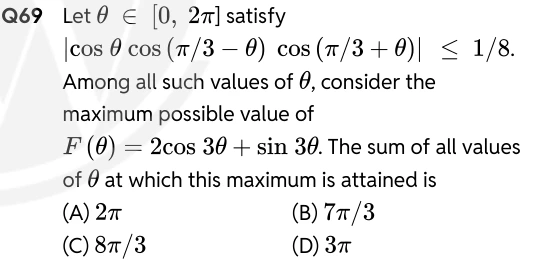 Q69 Let θ ∈ [0, 2π] satisfy
|cos θ cos (π/3 − θ) cos (π/3 + θ)| ≤ 1/8.
Among all such values of θ, consider the
maximum possible value of
F (θ) = 2cos 3θ + sin 3θ. The sum of all values
of θ at which this maximum is attained is
(A) 2π (B) 7π/3
(C) 8π/3 (D) 3π